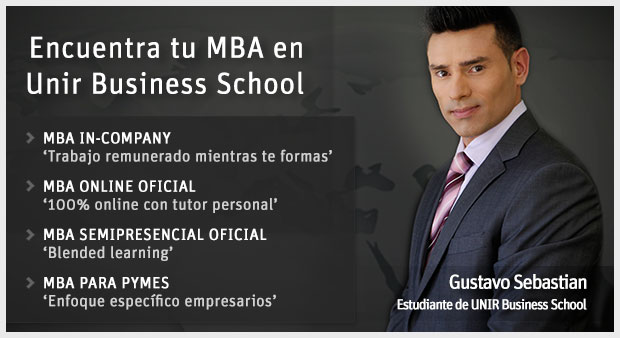 Encuentra tu MBA en
Unir Business School
MBA IN-COMPANY
‘Trabajo remunerado mientras te formas’
MBA ONLINE OFICIAL
‘100% online con tutor personal’
MBA SEMIPRESENCIAL OFICIAL
‘Blended learning’
MBA PARA PYMES
‘Enfoque específico empresarios’
Gustavo Sebastian
Estudiante de UNIR Business School